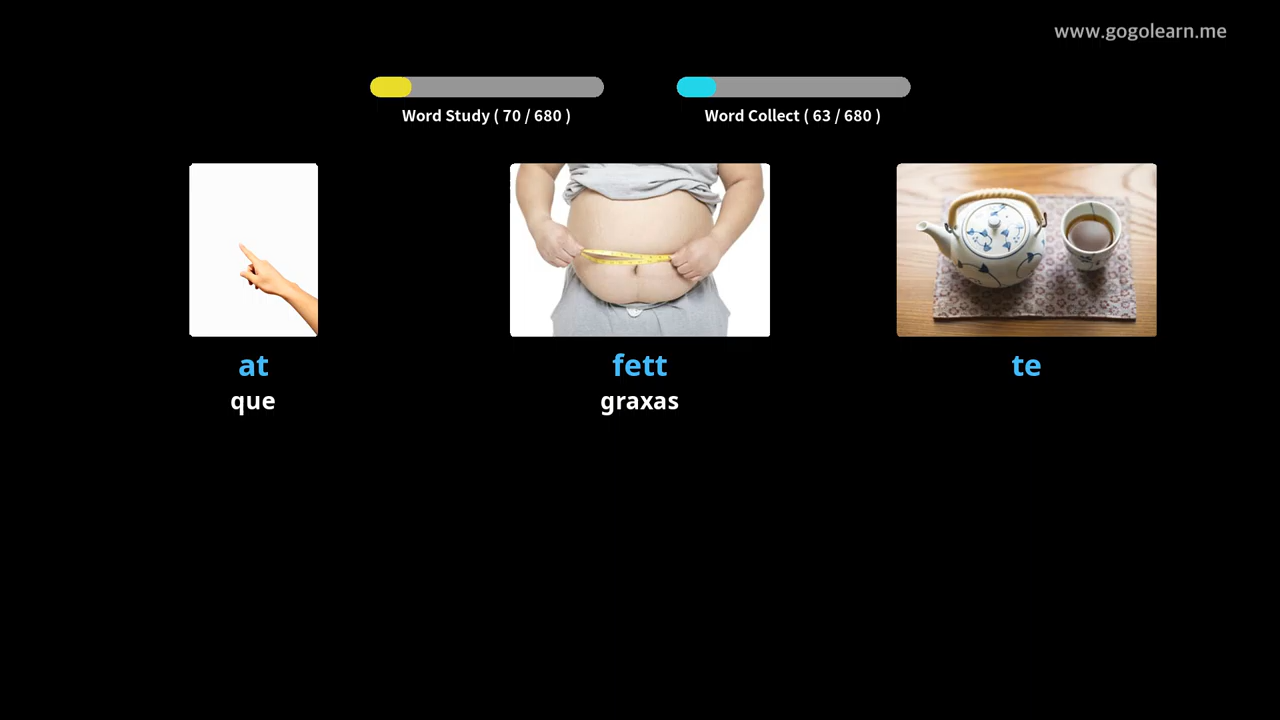 www.gogolearn.me
Word Study ( 70 / 680 )
Word Collect ( 63 / 680 )
at
fett
te
que
graxas